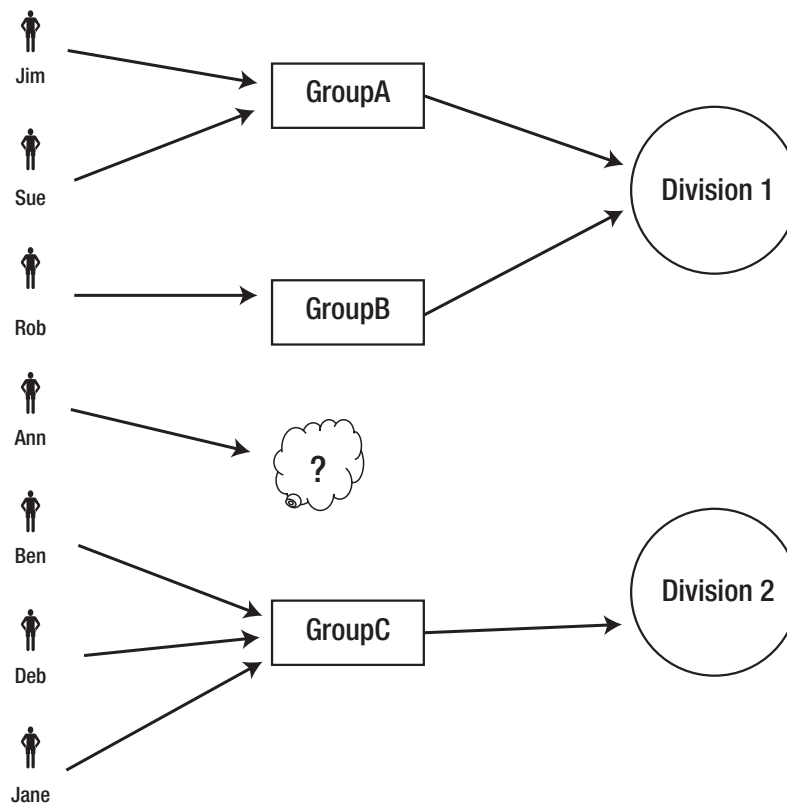 Jim
GroupA
Sue
Division 1
Rob
GroupB
Ann
?
Ben
GroupC
Division 2
Deb
Jane